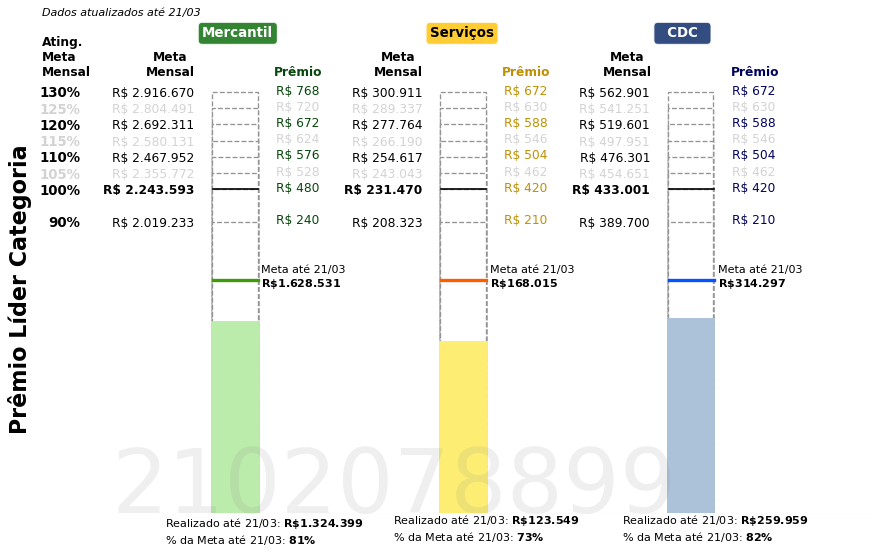 Dados atualizados até 21/03
Mercantil Serviços CDC
Ating.
Meta Meta Meta Meta
Mensal Mensal Prêmio Mensal Prêmio Mensal Prêmio
130% R$ 2.916.670 R$ 768 R$ 300.911 R$ 672 R$ 562.901 R$ 672
125% R$ 2.804.491 R$ 720 R$ 289.337 R$ 630 R$ 541.251 R$ 630
120% R$ 2.692.311 R$ 672 R$ 277.764 R$ 588 R$ 519.601 R$ 588
115% R$ 2.580.131 R$ 624 R$ 266.190 R$ 546 R$ 497.951 R$ 546
110% R$ 2.467.952 R$ 576 R$ 254.617 R$ 504 R$ 476.301 R$ 504
105% R$ 2.355.772 R$ 528 R$ 243.043 R$ 462 R$ 454.651 R$ 462
100% R$ 2.243.593 R$ 480 R$ 231.470 R$ 420 R$ 433.001 R$ 420
90% R$ 2.019.233 R$ 240 R$ 208.323 R$ 210 R$ 389.700 R$ 210
Meta até 21/03 Meta até 21/03 Meta até 21/03
R$1.628.531 R$168.015 R$314.297
Prêmio Líder Categoria
2102078899
Realizado até 21/03: R$1.324.399 Realizado até 21/03: R$123.549 Realizado até 21/03: R$259.959
% da Meta até 21/03: 81% % da Meta até 21/03: 73% % da Meta até 21/03: 82%